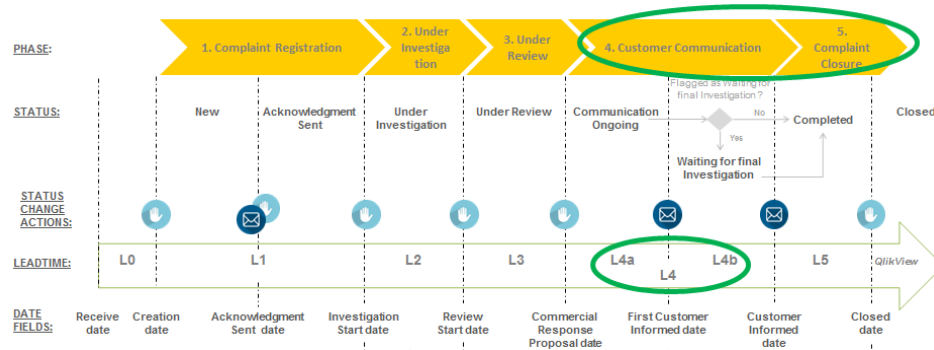 PHASE:
1. Complaint Registration
2. Under
Investiga
tion
3. Under
Review
4. Customer Communication
5.
Complaint
Closure
Flagged as Waiting for
final Investigation ?
STATUS:
New
Acknowledgment
Sent
Under
Investigation
Under Review
Communication
Ongoing
No
Yes
Completed
Closed
Waiting for final
Investigation
STATUS
CHANGE
ACTIONS:
LEADTIME:
L0
L1
L2
L3
L4a
L4
L4b
L5
QlikView
DATE
FIELDS:
Receive
date
Creation
date
Acknowledgment
Sent date
Investigation
Start date
Review
Start date
Commercial
Response
Proposal date
First Customer
Informed date
Customer
Informed
date
Closed
date